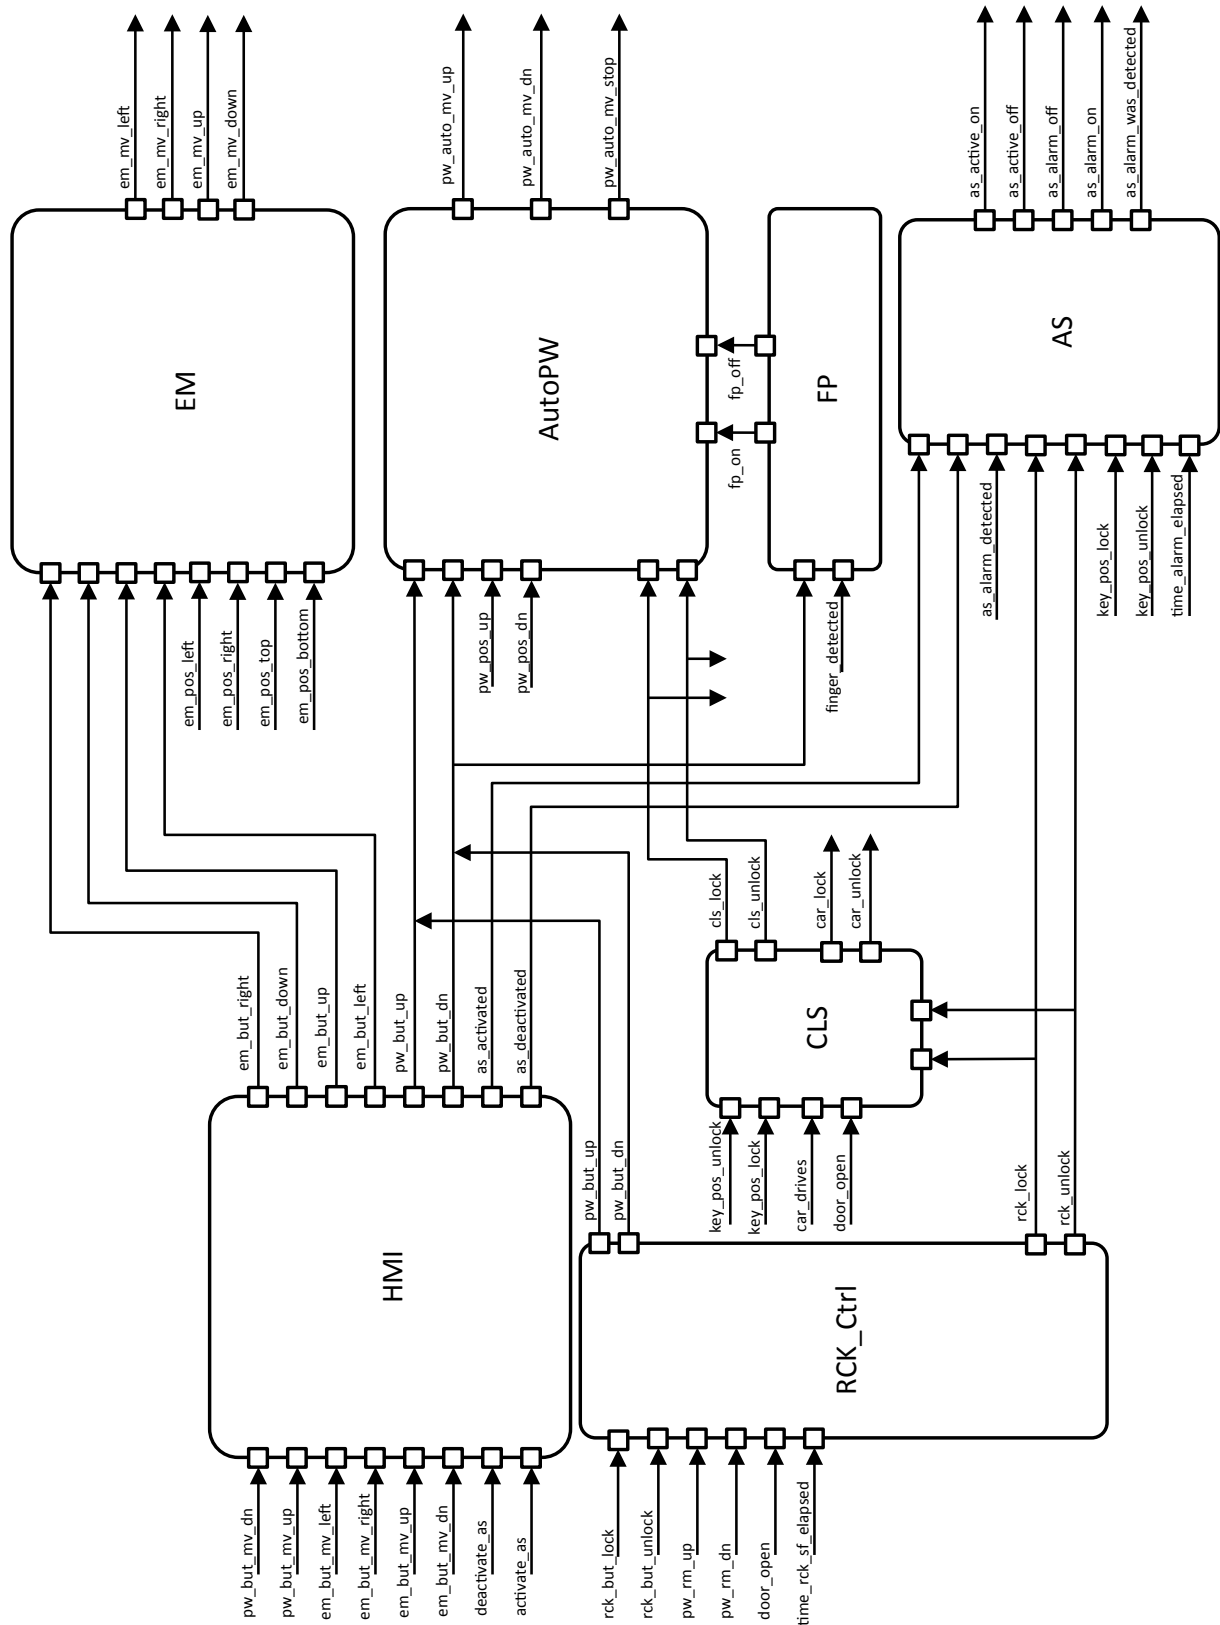 em_mv_left
em_mv_right
em_mv_up
em_mv_down
pw_auto_mv_up
pw_auto_mv_dn
pw_auto_mv_stop
as_active_on
as_active_off
as_alarm_off
as_alarm_on
as_alarm_was_detected
EM
AutoPW
FP
AS
fp_off
fp_on
em_pos_left
em_pos_right
em_pos_top
em_pos_bottom
pw_pos_up
pw_pos_dn
finger_detected
as_alarm_detected
key_pos_lock
key_pos_unlock
time_alarm_elapsed
cls_lock
cls_unlock
car_lock
car_unlock
CLS
key_pos_unlock
key_pos_lock
car_drives
door_open
em_but_right
em_but_down
em_but_up
em_but_left
pw_but_up
pw_but_dn
as_activated
as_deactivated
HMI
pw_but_mv_dn
pw_but_mv_up
em_but_mv_left
em_but_mv_right
em_but_mv_up
em_but_mv_dn
deactivate_as
activate_as
pw_but_up
pw_but_dn
rck_lock
rck_unlock
RCK_Ctrl
rck_but_lock
rck_but_unlock
pw_rm_up
pw_rm_dn
door_open
time_rck_sf_elapsed